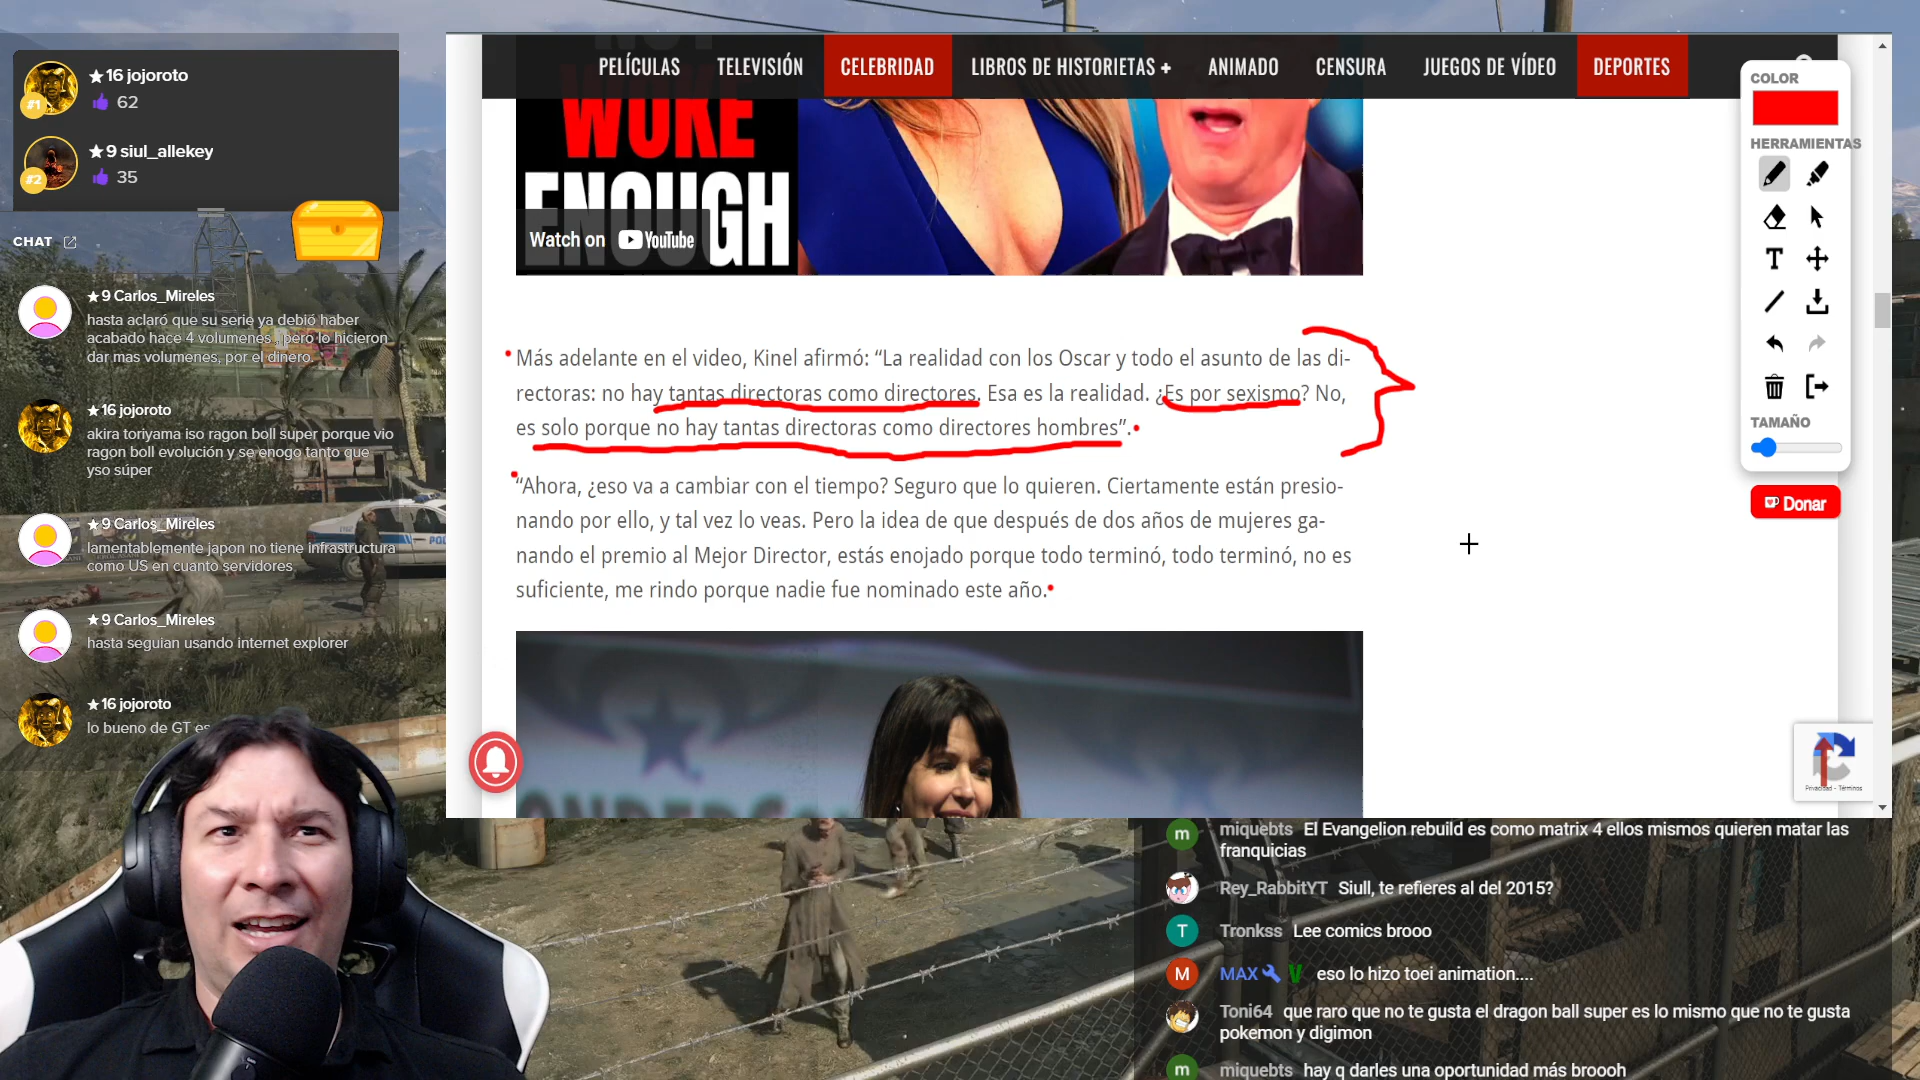 ★16 jojoroto
#1
62
★9 siul_allekey
#2
35
CHAT
★9 Carlos_Mireles
hasta aclaró que su serie ya debió haber
acabado hace 4 volumenes , pero lo hicieron
dar mas volumenes, por el dinero.
★16 jojoroto
akira toriyama iso ragon boll super porque vio
ragon boll evolución y se enogo tanto que
yso súper
★9 Carlos_Mireles
lamentablemente japon no tiene infrastructura
como US en cuanto servidores
★9 Carlos_Mireles
hasta seguian usando internet explorer
★16 jojoroto
lo bueno de GT es
PELÍCULAS TELEVISIÓN CELEBRIDAD LIBROS DE HISTORIETAS + ANIMADO CENSURA JUEGOS DE VÍDEO DEPORTES
WOKE
ENOUGH
Watch on YouTube
Más adelante en el video, Kinel afirmó: “La realidad con los Oscar y todo el asunto de las di-
rectoras: no hay tantas directoras como directores. Esa es la realidad. ¿Es por sexismo? No,
es solo porque no hay tantas directoras como directores hombres”.
“Ahora, ¿eso va a cambiar con el tiempo? Seguro que lo quieren. Ciertamente están presio-
nando por ello, y tal vez lo veas. Pero la idea de que después de dos años de mujeres ga-
nando el premio al Mejor Director, estás enojado porque todo terminó, todo terminó, no es
suficiente, me rindo porque nadie fue nominado este año.
COLOR
HERRAMIENTAS
T
TAMAÑO
Donar
Privacidad - Términos
m miquebts El Evangelion rebuild es como matrix 4 ellos mismos quieren matar las
franquicias
Rey_RabbitYT Siull, te refieres al del 2015?
T Tronkss Lee comics brooo
M MAX eso lo hizo toei animation....
Toni64 que raro que no te gusta el dragon ball super es lo mismo que no te gusta
pokemon y digimon
m miquebts hay q darles una oportunidad más broooh